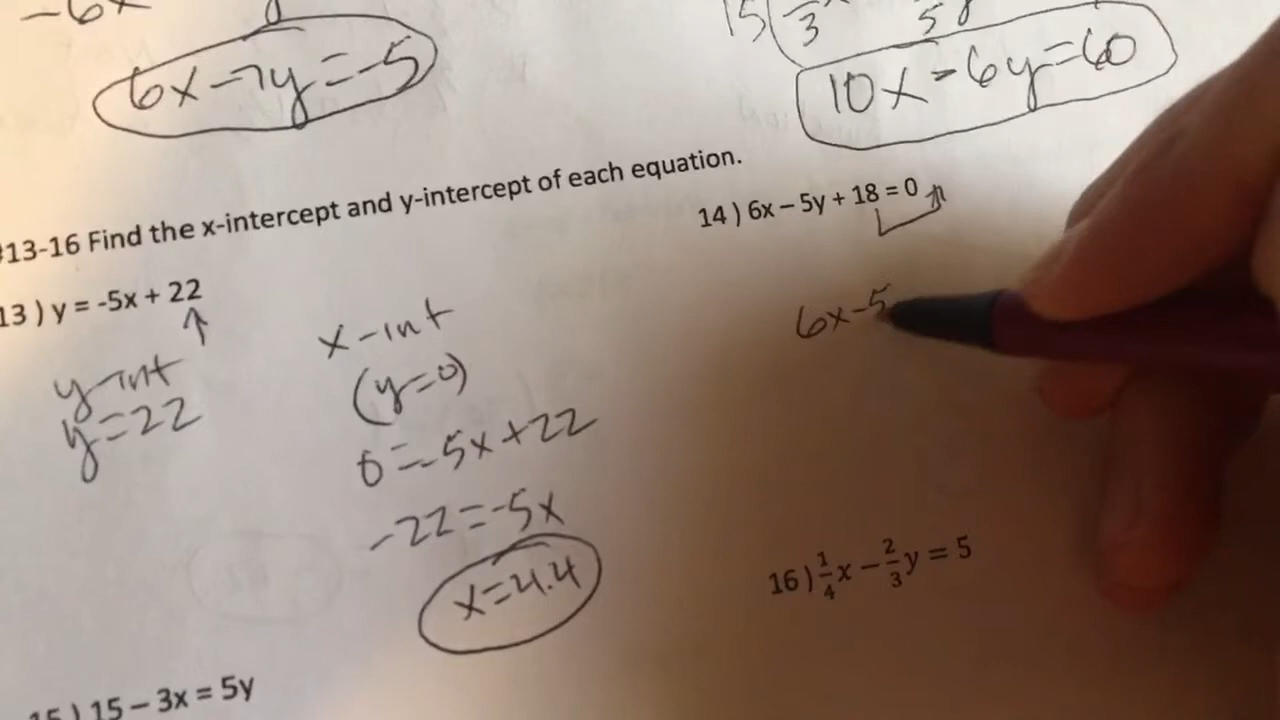 6x-7y=-5
10x-6y=60
#13-16 Find the x-intercept and y-intercept of each equation.
13 ) y = -5x + 22
y-int
y=22
x-int
(y=0)
0=-5x+22
-22=-5x
x=4.4
14 ) 6x – 5y + 18 = 0
6x-5
15 ) 15 – 3x = 5y
16 ) 1/4 x – 2/3 y = 5